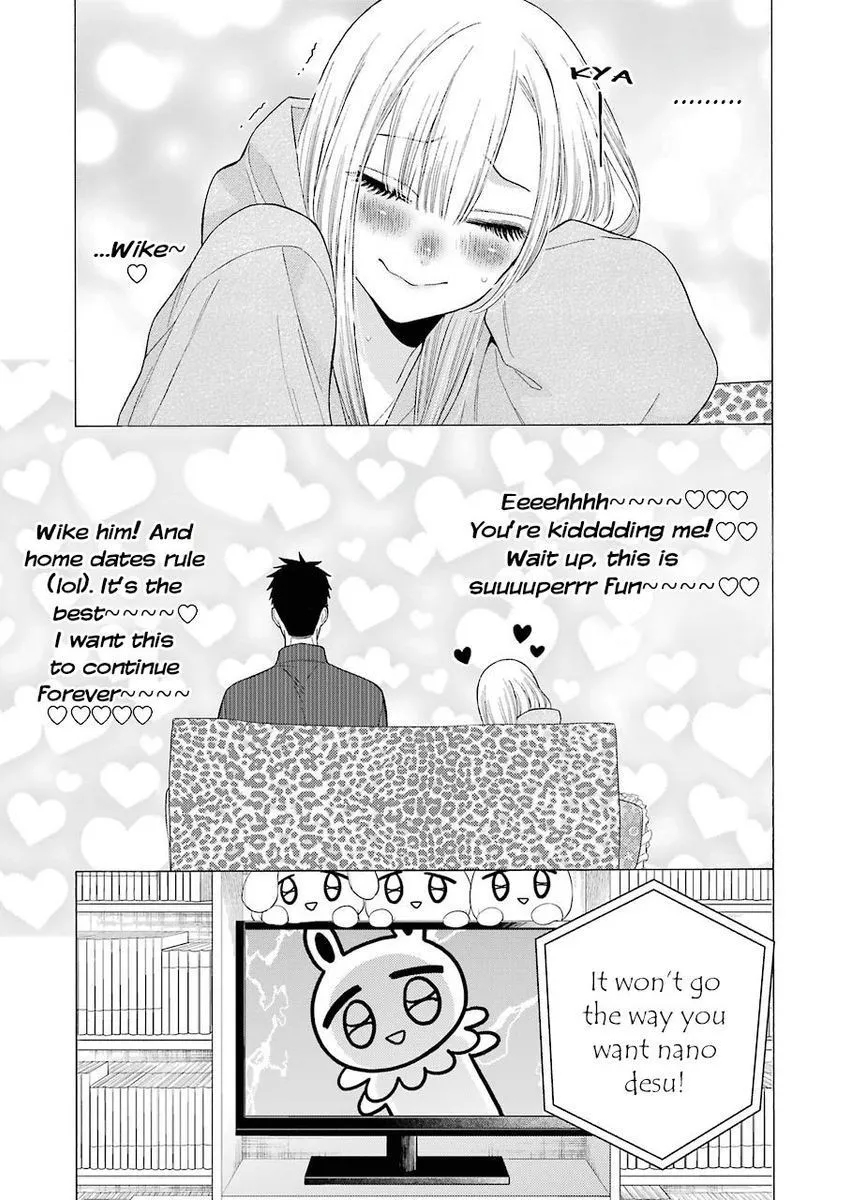 KYA
.........
...Wike~
♡
Eeeehhhh~~~~♡♡♡
You're kidddding me!♡♡
Wait up, this is
suuuuperrr Fun~~~~♡♡
Wike him! And
home dates rule
(lol). It's the
best~~~~♡
I want this
to continue
Forever~~~~
♡♡♡♡♡
It won't go
the way you
want nano
desu!